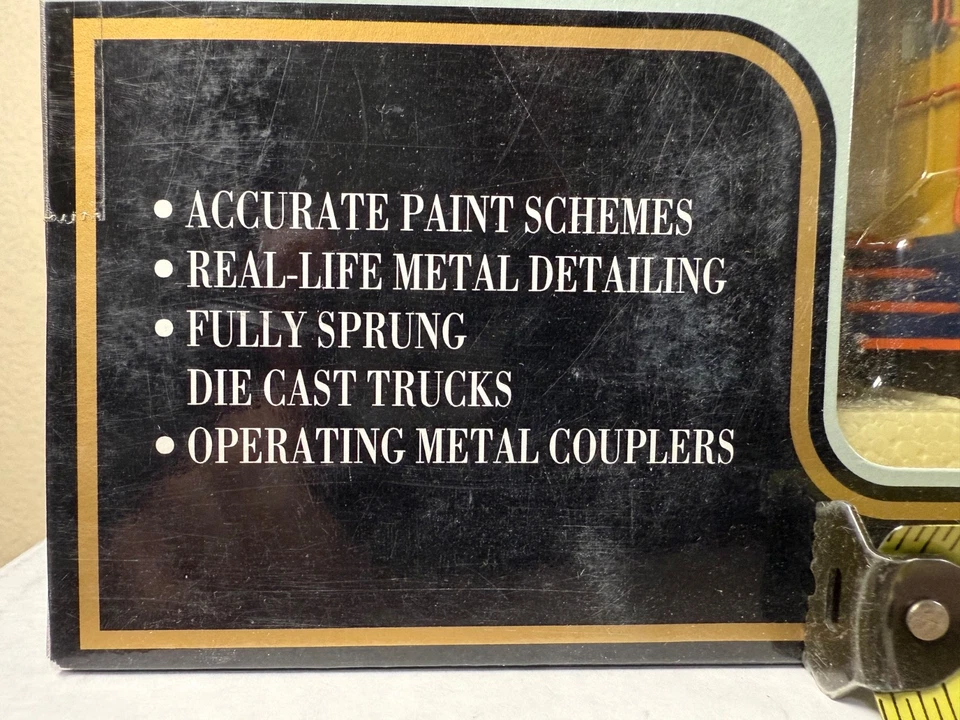 • ACCURATE PAINT SCHEMES
• REAL-LIFE METAL DETAILING
• FULLY SPRUNG
DIE CAST TRUCKS
• OPERATING METAL COUPLERS